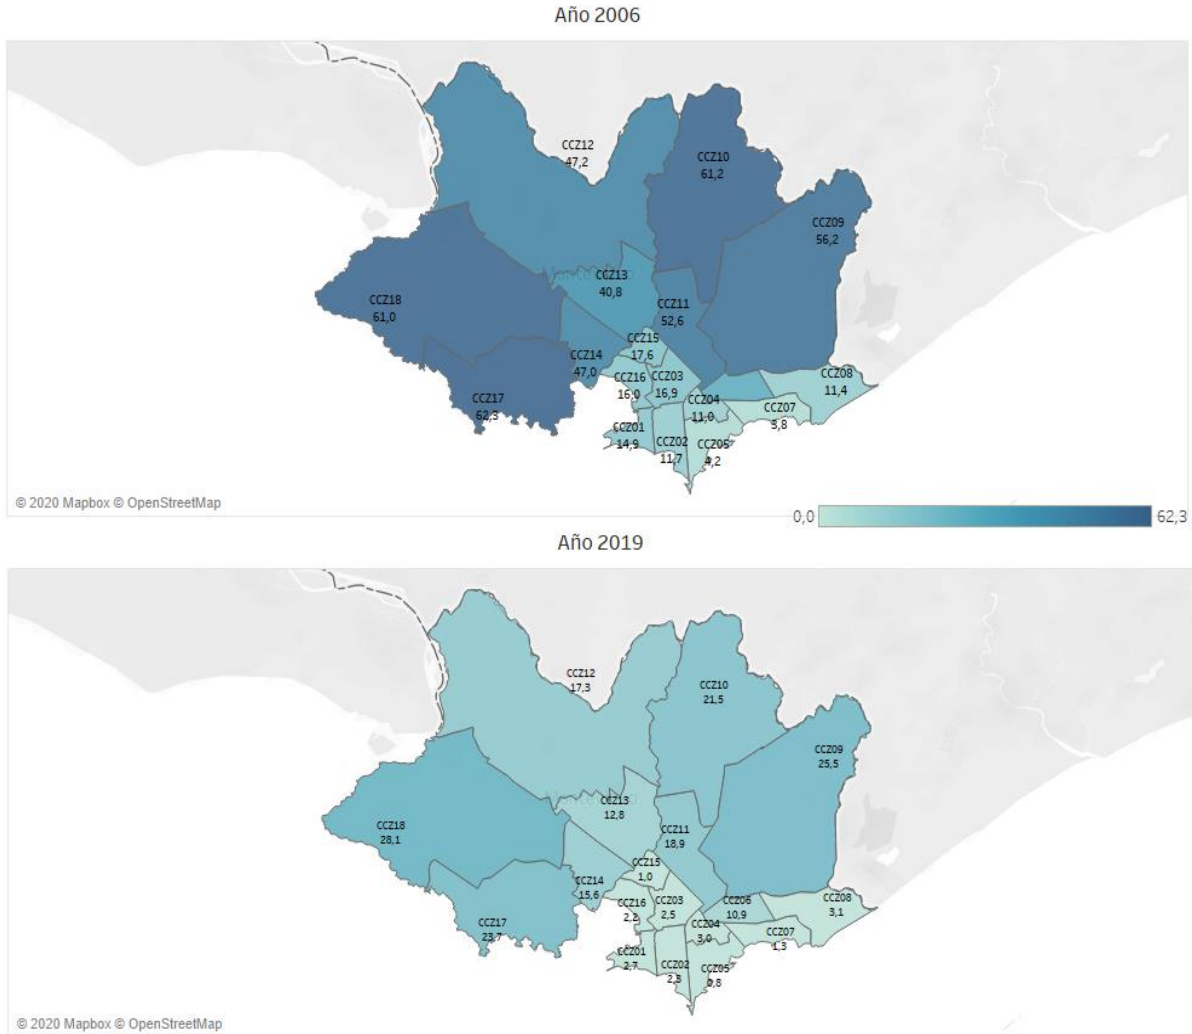 Año 2006
CCZ12
47,2
CCZ10
61,2
CCZ09
56,2
CCZ13
40,8
CCZ18
61,0
CCZ11
52,6
CCZ15
17,6
CCZ14
47,0
CCZ16
16,0
CCZ03
16,9
CCZ08
11,4
CCZ17
62,3
CCZ04
11,0
CCZ07
3,8
CCZ01
14,9
CCZ02
11,7
CCZ05
4,2
© 2020 Mapbox © OpenStreetMap
0,0
62,3
Año 2019
CCZ12
17,3
CCZ10
21,5
CCZ09
25,5
CCZ13
12,8
CCZ18
28,1
CCZ11
18,9
CCZ15
1,0
CCZ14
15,6
CCZ16
2,2
CCZ03
2,5
CCZ06
10,9
CCZ08
3,1
CCZ17
23,7
CCZ04
3,0
CCZ07
1,3
CCZ01
2,7
CCZ02
CCZ05
0,8
© 2020 Mapbox © OpenStreetMap